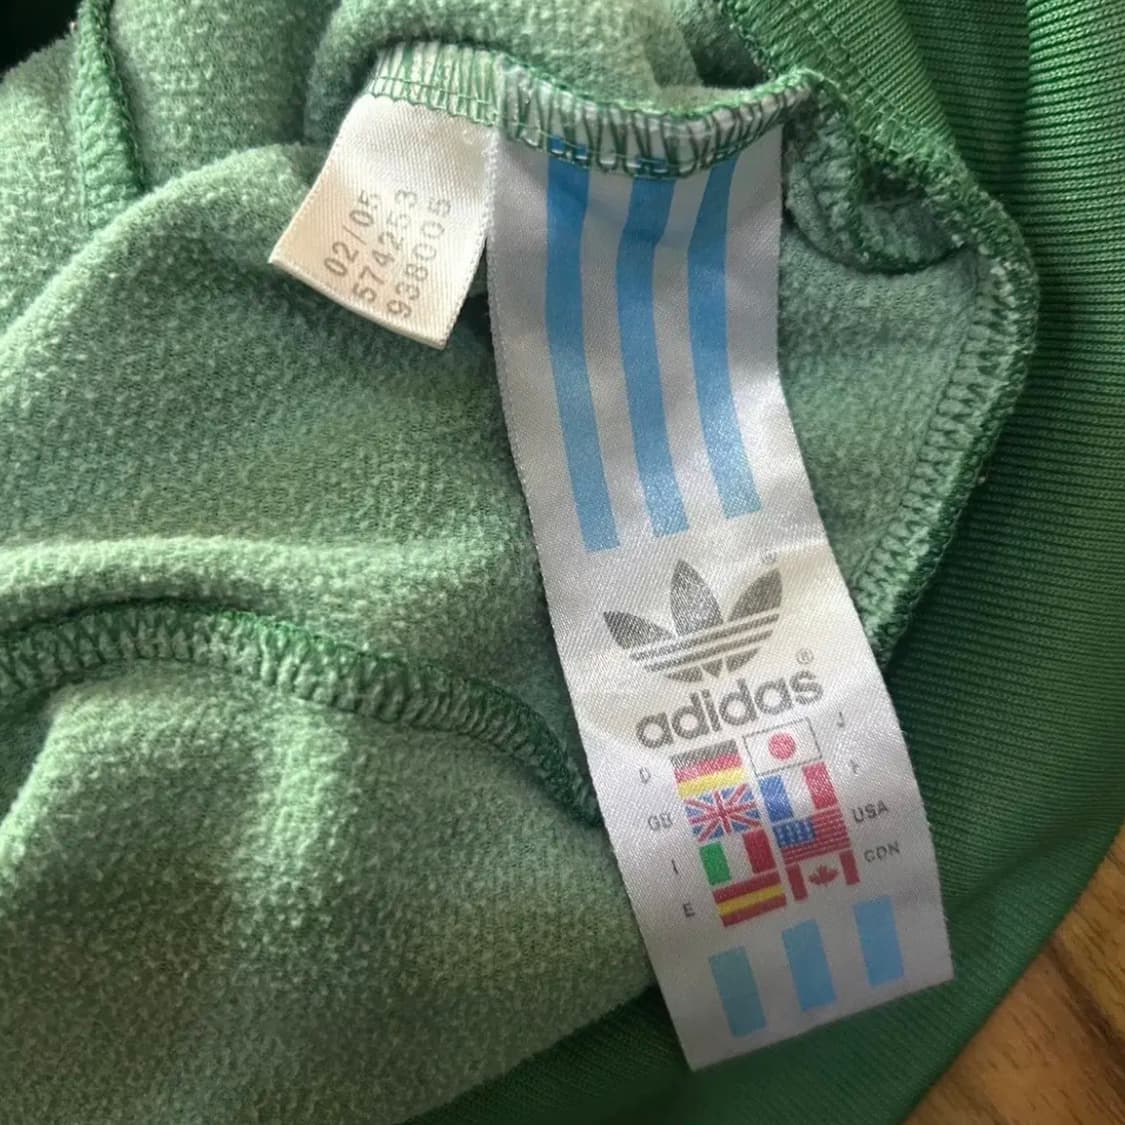 02/05
574253
938005
®
adidas®
D
J
GB
F
I
USA
E
CDN